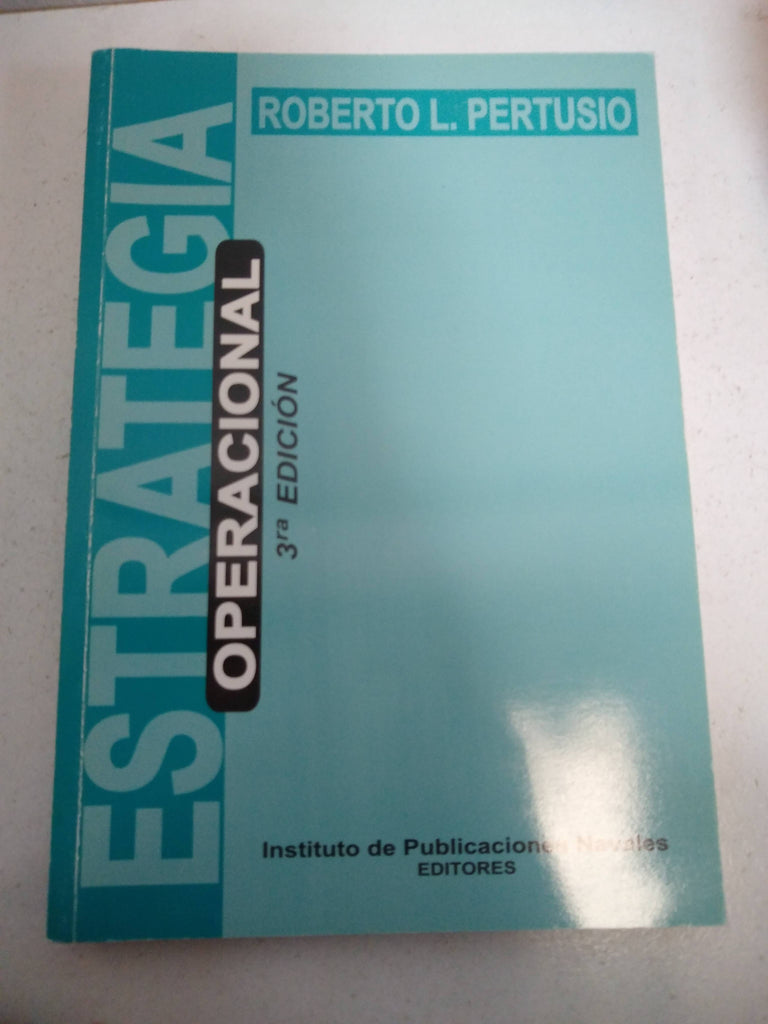 ROBERTO L. PERTUSIO
ESTRATEGIA
OPERACIONAL
3ra EDICIÓN
Instituto de Publicaciones Navales
EDITORES